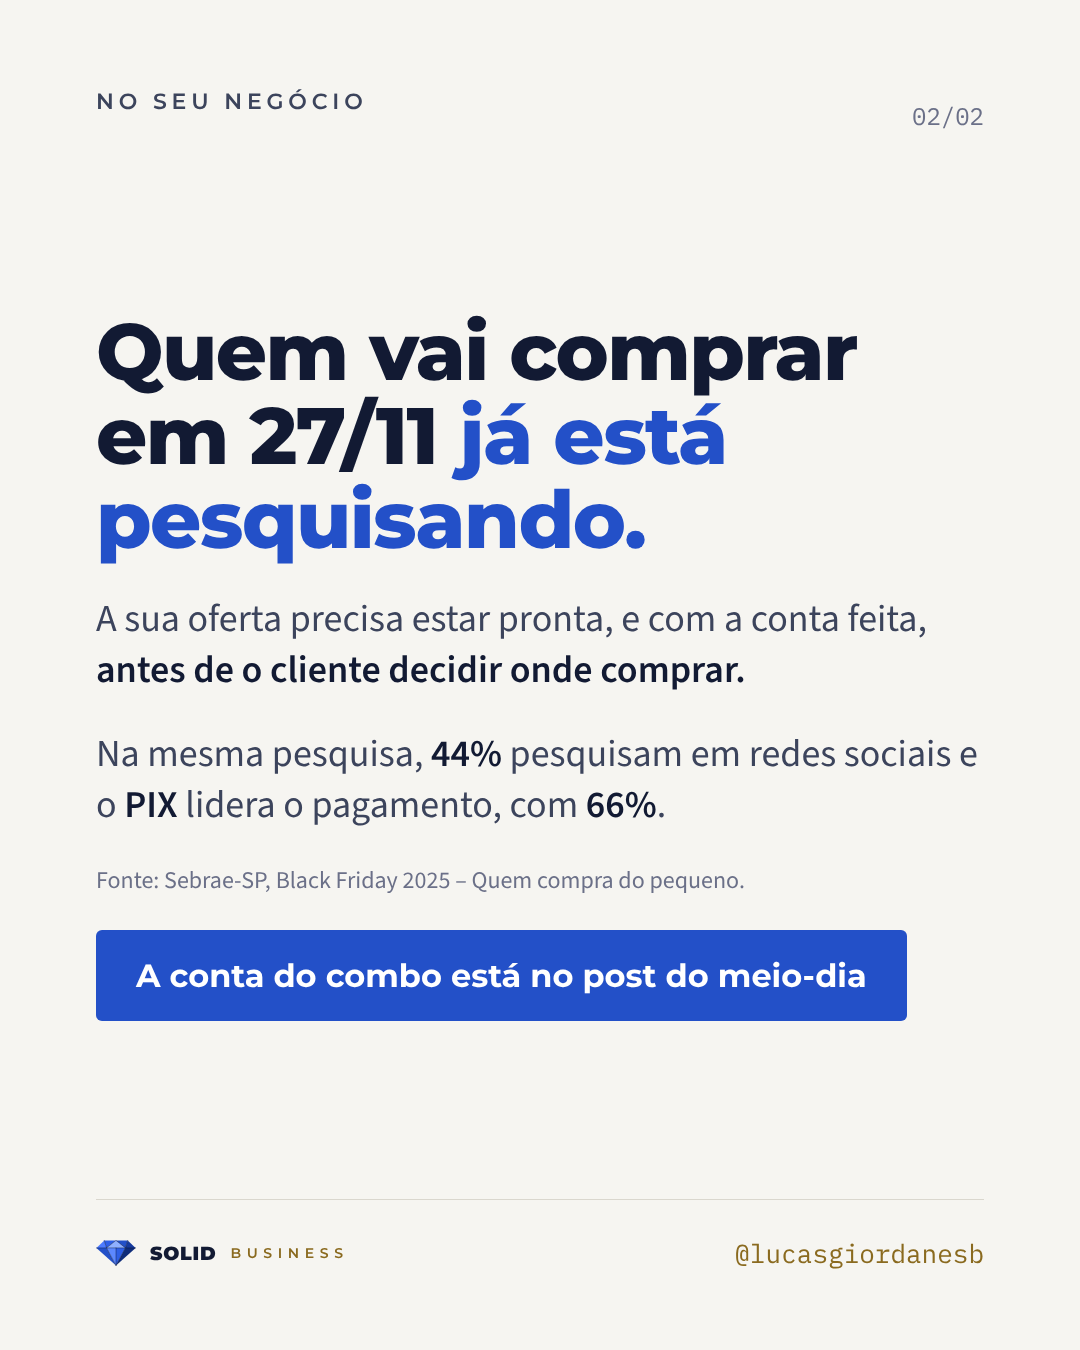 NO SEU NEGÓCIO
02/02
Quem vai comprar
em 27/11 já está
pesquisando.
A sua oferta precisa estar pronta, e com a conta feita,
antes de o cliente decidir onde comprar.
Na mesma pesquisa, 44% pesquisam em redes sociais e
o PIX lidera o pagamento, com 66%.
Fonte: Sebrae-SP, Black Friday 2025 – Quem compra do pequeno.
A conta do combo está no post do meio-dia
SOLID BUSINESS
@lucasgiordanesb